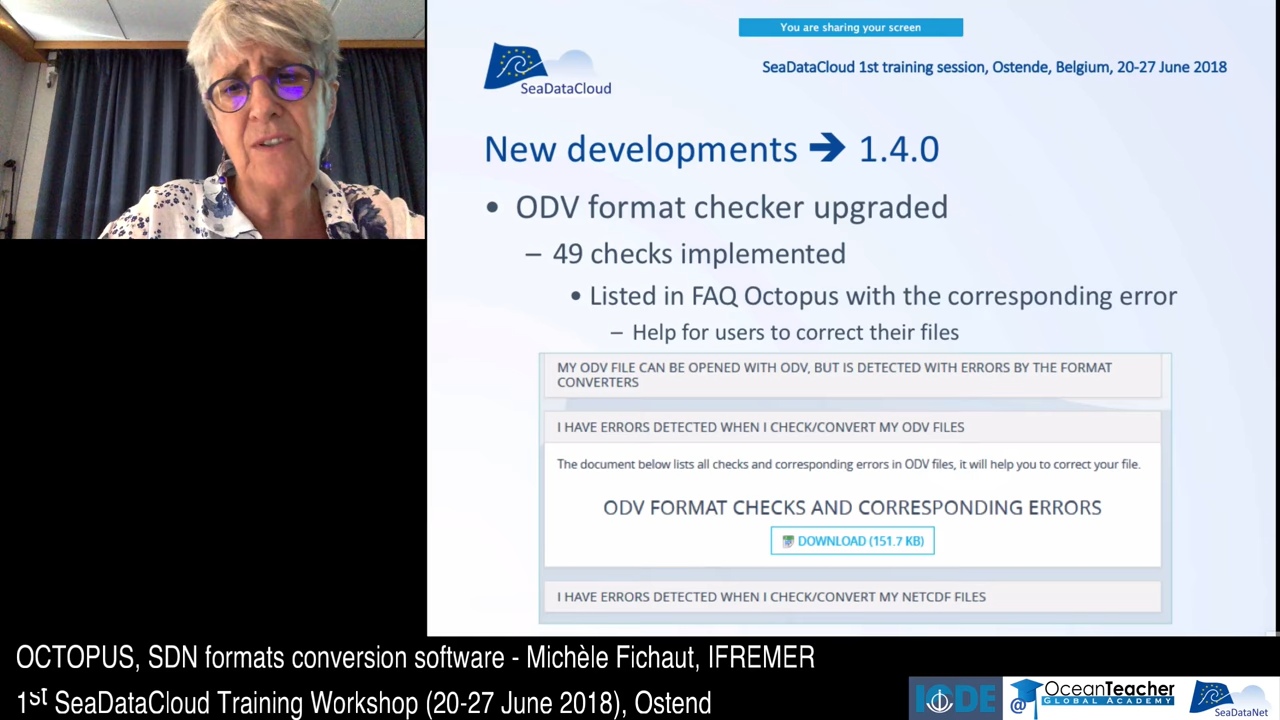 You are sharing your screen
SeaDataCloud
SeaDataCloud 1st training session, Ostende, Belgium, 20-27 June 2018
New developments ➔ 1.4.0
• ODV format checker upgraded
– 49 checks implemented
• Listed in FAQ Octopus with the corresponding error
– Help for users to correct their files
MY ODV FILE CAN BE OPENED WITH ODV, BUT IS DETECTED WITH ERRORS BY THE FORMAT
CONVERTERS
I HAVE ERRORS DETECTED WHEN I CHECK/CONVERT MY ODV FILES
The document below lists all checks and corresponding errors in ODV files, it will help you to correct your file.
ODV FORMAT CHECKS AND CORRESPONDING ERRORS
DOWNLOAD (151.7 KB)
I HAVE ERRORS DETECTED WHEN I CHECK/CONVERT MY NETCDF FILES
OCTOPUS, SDN formats conversion software - Michèle Fichaut, IFREMER
1st SeaDataCloud Training Workshop (20-27 June 2018), Ostend
IODE
@ OceanTeacher
GLOBAL ACADEMY
SeaDataNet